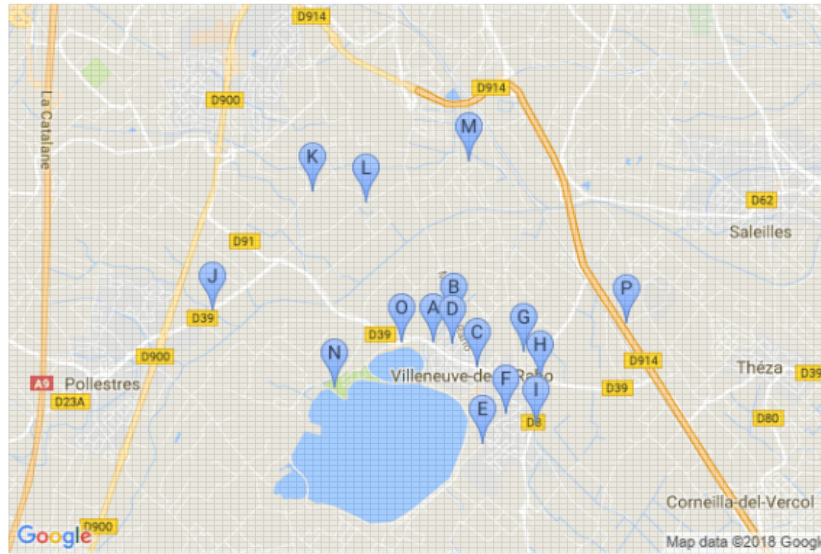 D914
La Catalane
D900
D914
M
K
L
D62
Saleilles
D91
J
B
P
O
A
D
G
D39
D39
C
H
D900
N
D914
Théza
D39
A9
Pollestres
Villeneuve-de-la-Raho
F
I
D39
D23A
E
D8
D80
Corneilla-del-Vercol
Google
D900
Map data ©2018 Google